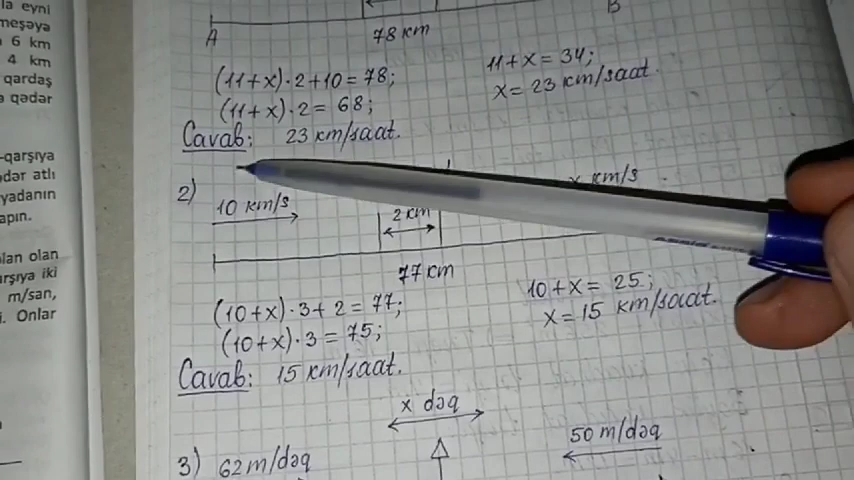 la eyni
meşəyə
6 km
4 km
qardaş
ə qədər
-qarşıya
dər atlı
yadanın
apın.
lan olan
arşıya iki
m/san,
i. Onlar
A
78 km
B
(11+x)·2+10=78;
11+x=34;
(11+x)·2=68;
x=23 km/saat.
Cavab: 23 km/saat.
2) 10 km/s
2 km
x km/s
77 km
(10+x)·3+2=77;
10+x=25;
(10+x)·3=75;
x=15 km/saat.
Cavab: 15 km/saat.
x dəq
3) 62 m/dəq
50 m/dəq